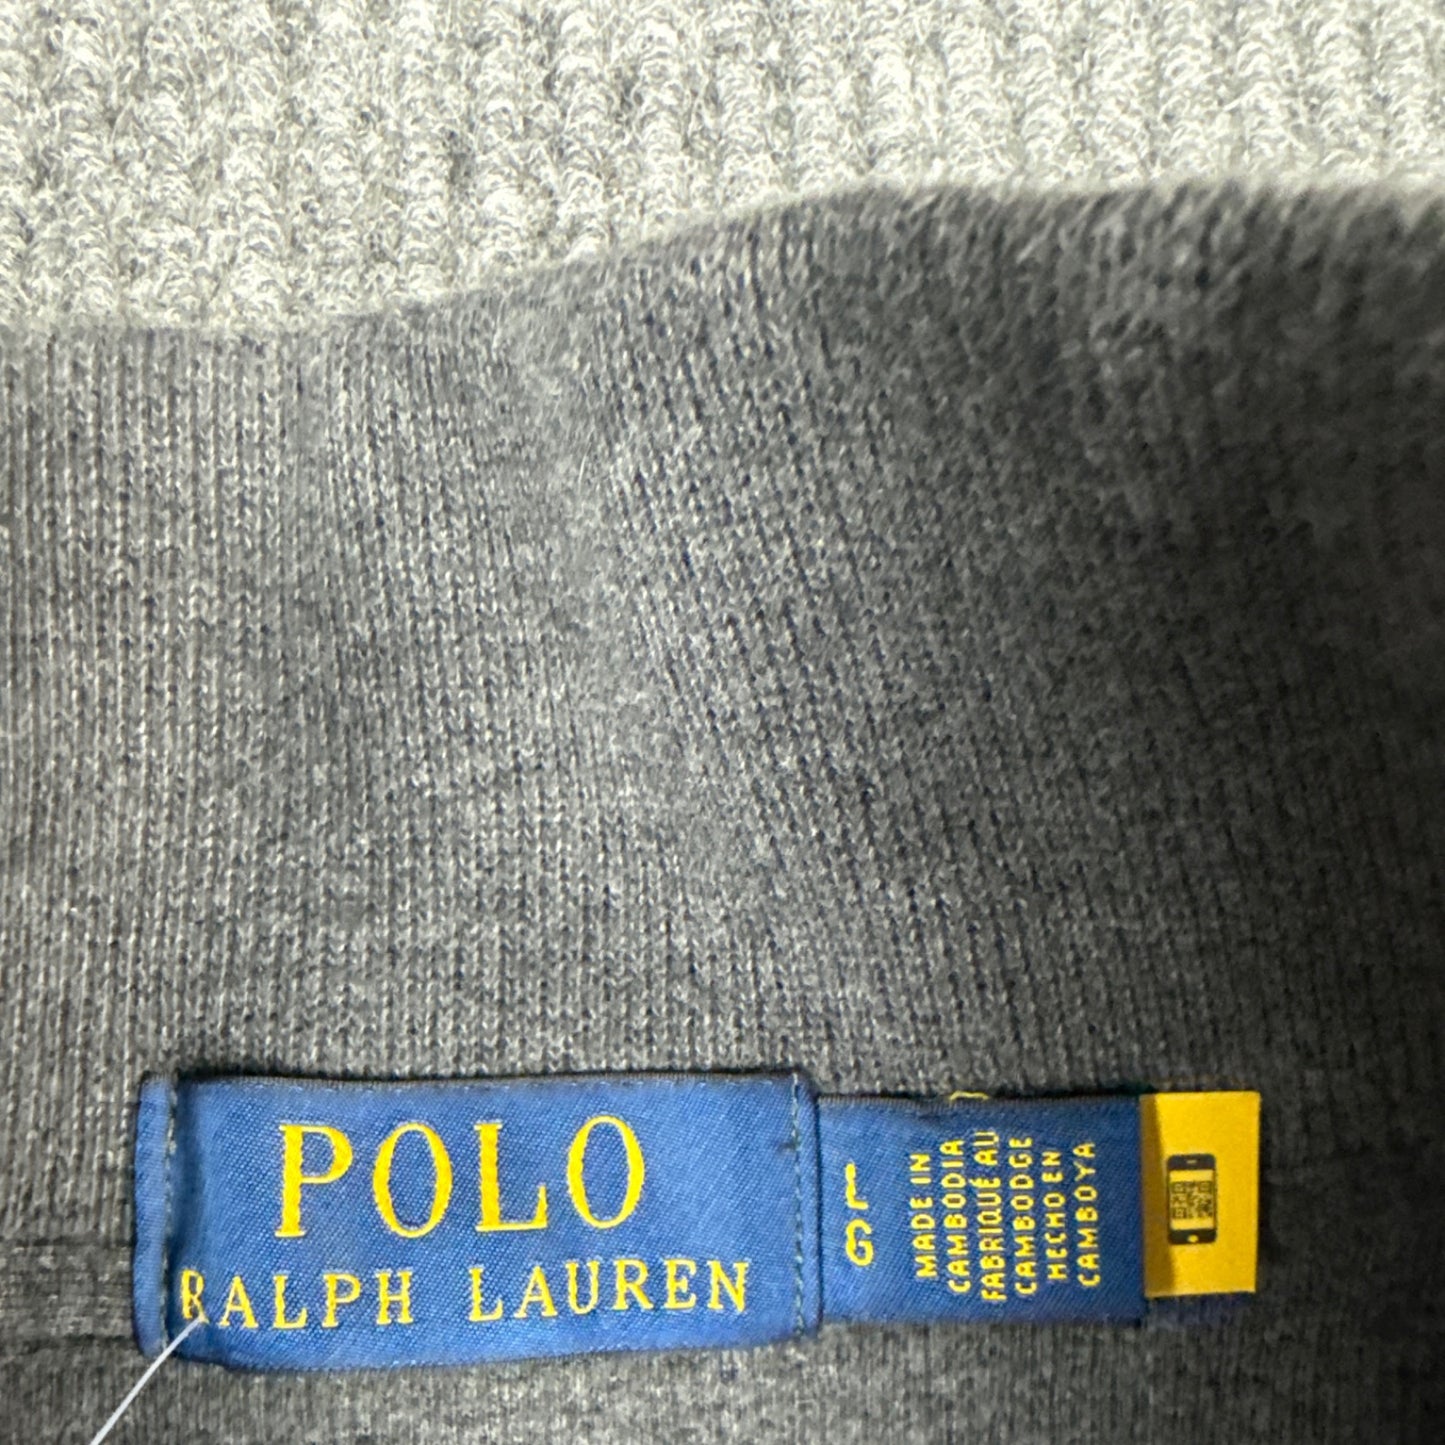 POLO
RALPH LAUREN
L
G
MADE IN
CAMBODIA
FABRIQUÉ AU
CAMBODGE
HECHO EN
CAMBOYA